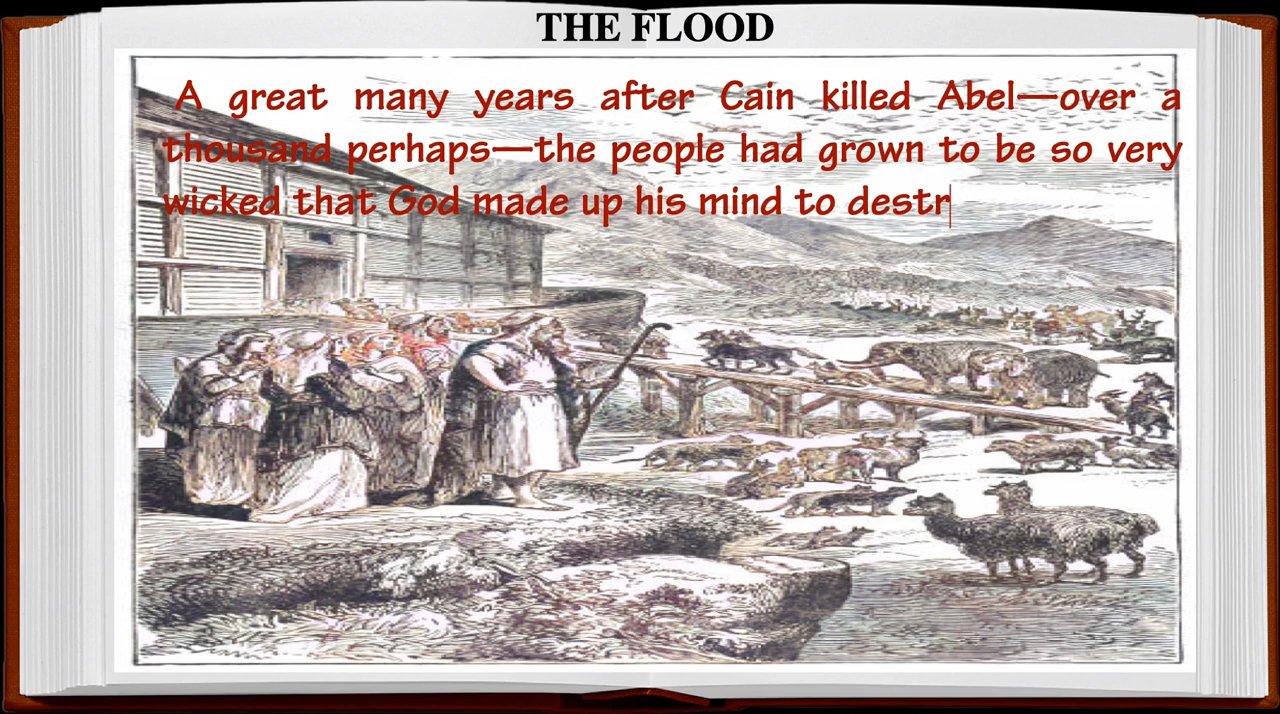 THE FLOOD
A great many years after Cain killed Abel—over a
thousand perhaps—the people had grown to be so very
wicked that God made up his mind to destr